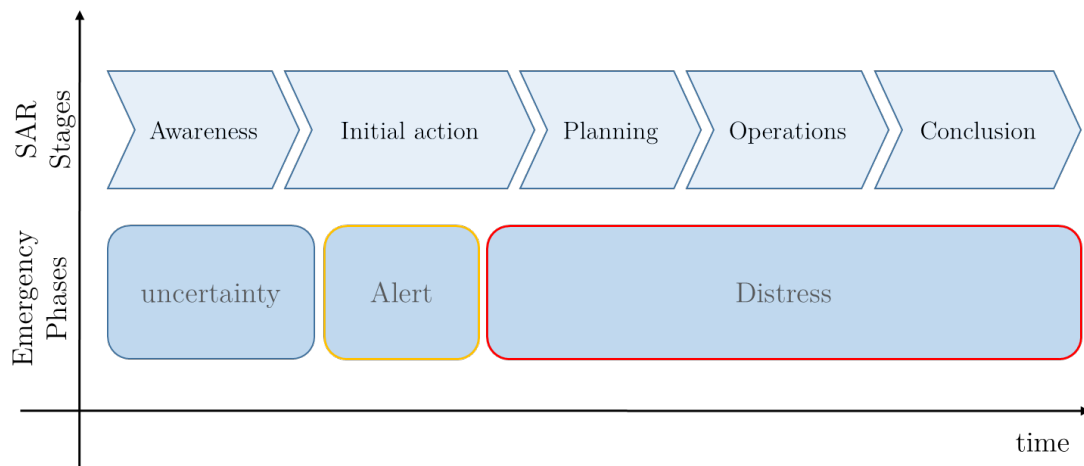 SAR
Stages
Awareness
Initial action
Planning
Operations
Conclusion
Emergency
Phases
uncertainty
Alert
Distress
time